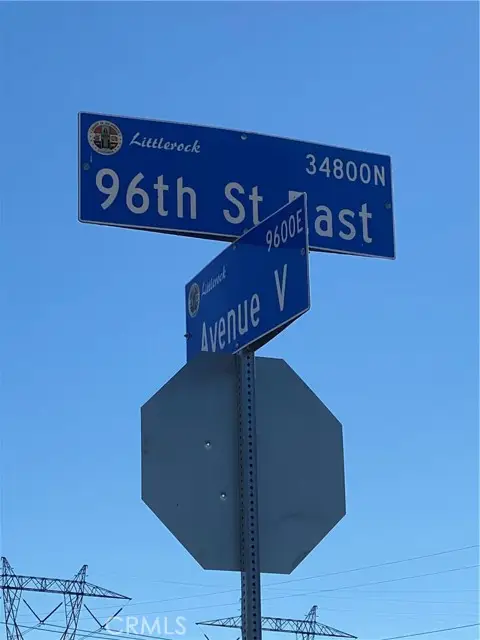 Littlerock
34800N
96th St East
9600E
Littlerock
Avenue V
CRMLS